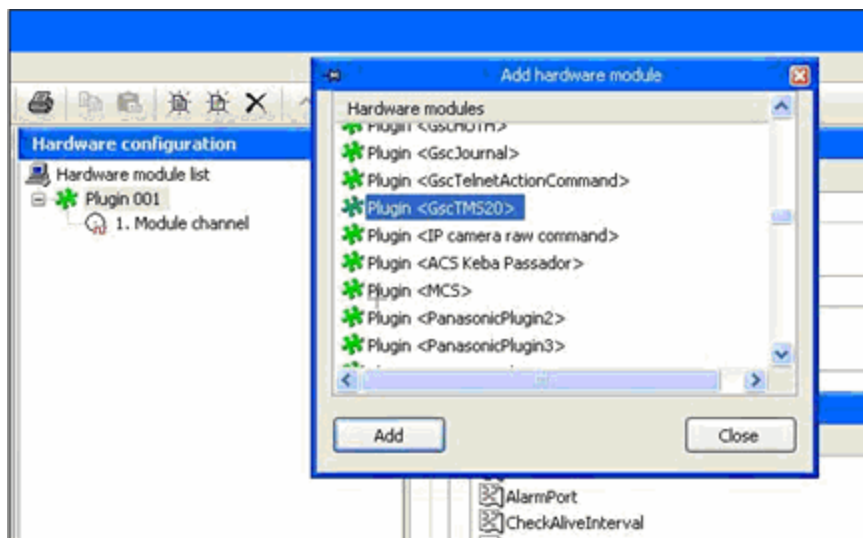 Add hardware module
Hardware configuration
Hardware module list
Plugin 001
1. Module channel
Hardware modules
Plugin <GscJournal>
Plugin <GscTelnetActionCommand>
Plugin <GscTMS20>
Plugin <IP camera raw command>
Plugin <ACS Keba Passador>
Plugin <MCS>
Plugin <PanasonicPlugin2>
Plugin <PanasonicPlugin3>
Add
Close
AlarmPort
CheckAliveInterval